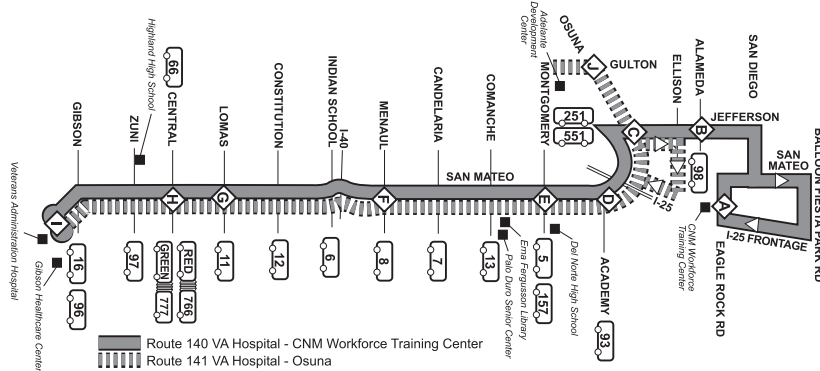 Highland High School
Adelante
Development
Center
OSUNA
J
GULTON
SAN DIEGO
BALLOON FIESTA PARK RD
66
CENTRAL
GIBSON
ZUNI
LOMAS
CONSTITUTION
INDIAN SCHOOL
I-40
MENAUL
CANDELARIA
COMANCHE
MONTGOMERY
251
551
ELLISON
ALAMEDA
JEFFERSON
C
B
98
SAN
MATEO
SAN MATEO
I-25
A
I-25 FRONTAGE
I
H
G
F
E
D
Veterans Administration Hospital
Gibson Healthcare Center
16
96
97
GREEN
777
RED
766
11
12
6
8
7
13
Erna Fergusson Library
Palo Duro Senior Center
5
157
Del Norte High School
ACADEMY
93
CNM Workforce
Training Center
EAGLE ROCK RD
Route 140 VA Hospital - CNM Workforce Training Center
Route 141 VA Hospital - Osuna